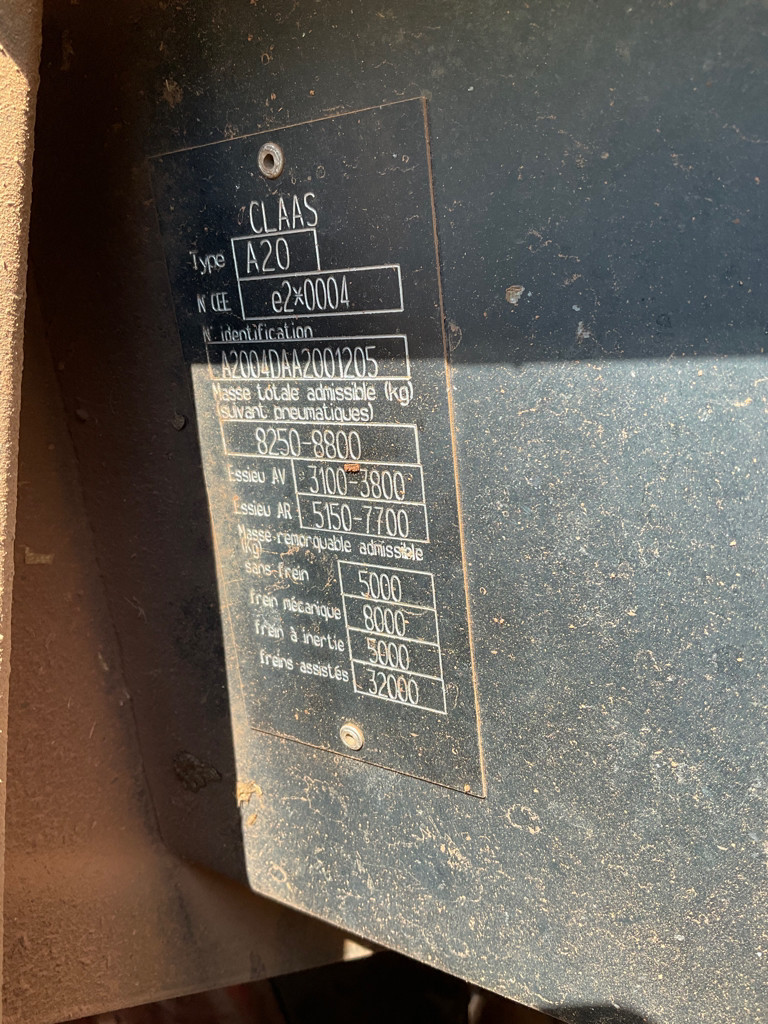 CLAAS
Type A20
N° CEE e2*0004
N° identification
A2004DAA2001205
Masse totale admissible (kg)
(suivant pneumatiques)
8250-8800
Essieu AV 3100-3800
Essieu AR 5150-7700
Masse remorquable admissible
(Kg)
sans frein 5000
frein mécanique 8000
frein à inertie
freins assistés 32000